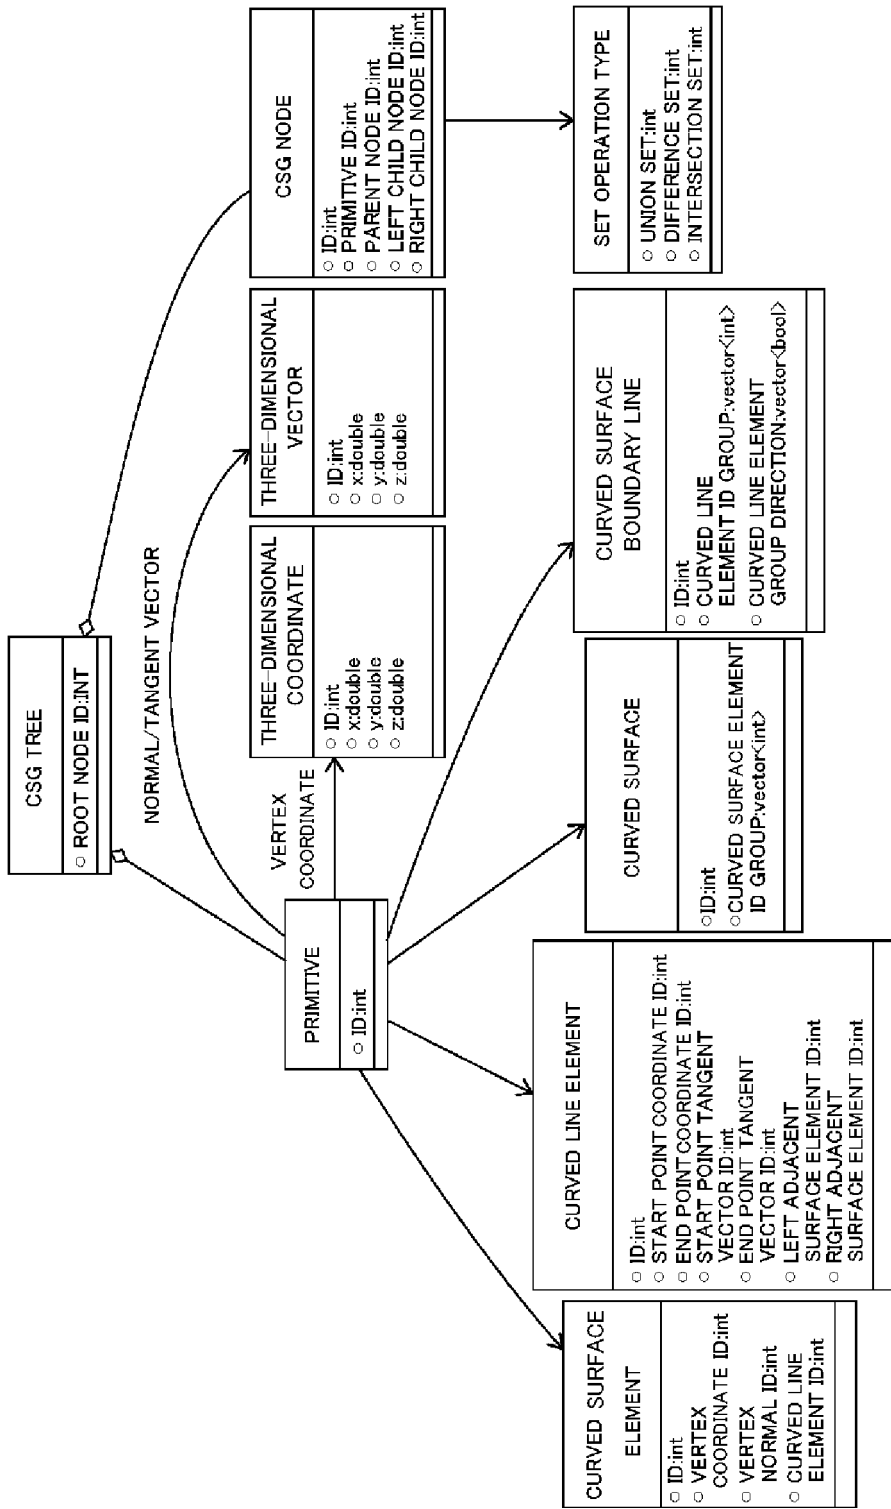 CSG TREE
○ ROOT NODE ID:INT
NORMAL/TANGENT VECTOR
PRIMITIVE
○ ID:int
VERTEX
COORDINATE
THREE-DIMENSIONAL
COORDINATE
○ ID:int
○ x:double
○ y:double
○ z:double
THREE-DIMENSIONAL
VECTOR
○ ID:int
○ x:double
○ y:double
○ z:double
CSG NODE
○ ID:int
○ PRIMITIVE ID:int
○ PARENT NODE ID:int
○ LEFT CHILD NODE ID:int
○ RIGHT CHILD NODE ID:int
CURVED SURFACE
ELEMENT
○ ID:int
○ VERTEX
COORDINATE ID:int
○ VERTEX
NORMAL ID:int
○ CURVED LINE
ELEMENT ID:int
CURVED LINE ELEMENT
○ ID:int
○ START POINT COORDINATE ID:int
○ END POINT COORDINATE ID:int
○ START POINT TANGENT
VECTOR ID:int
○ END POINT TANGENT
VECTOR ID:int
○ LEFT ADJACENT
SURFACE ELEMENT ID:int
○ RIGHT ADJACENT
SURFACE ELEMENT ID:int
CURVED SURFACE
○ID:int
○CURVED SURFACE ELEMENT
ID GROUP:vector<int>
CURVED SURFACE
BOUNDARY LINE
○ ID:int
○ CURVED LINE
ELEMENT ID GROUP:vector<int>
○ CURVED LINE ELEMENT
GROUP DIRECTION:vector<bool>
SET OPERATION TYPE
○ UNION SET:int
○ DIFFERENCE SET:int
○ INTERSECTION SET:int